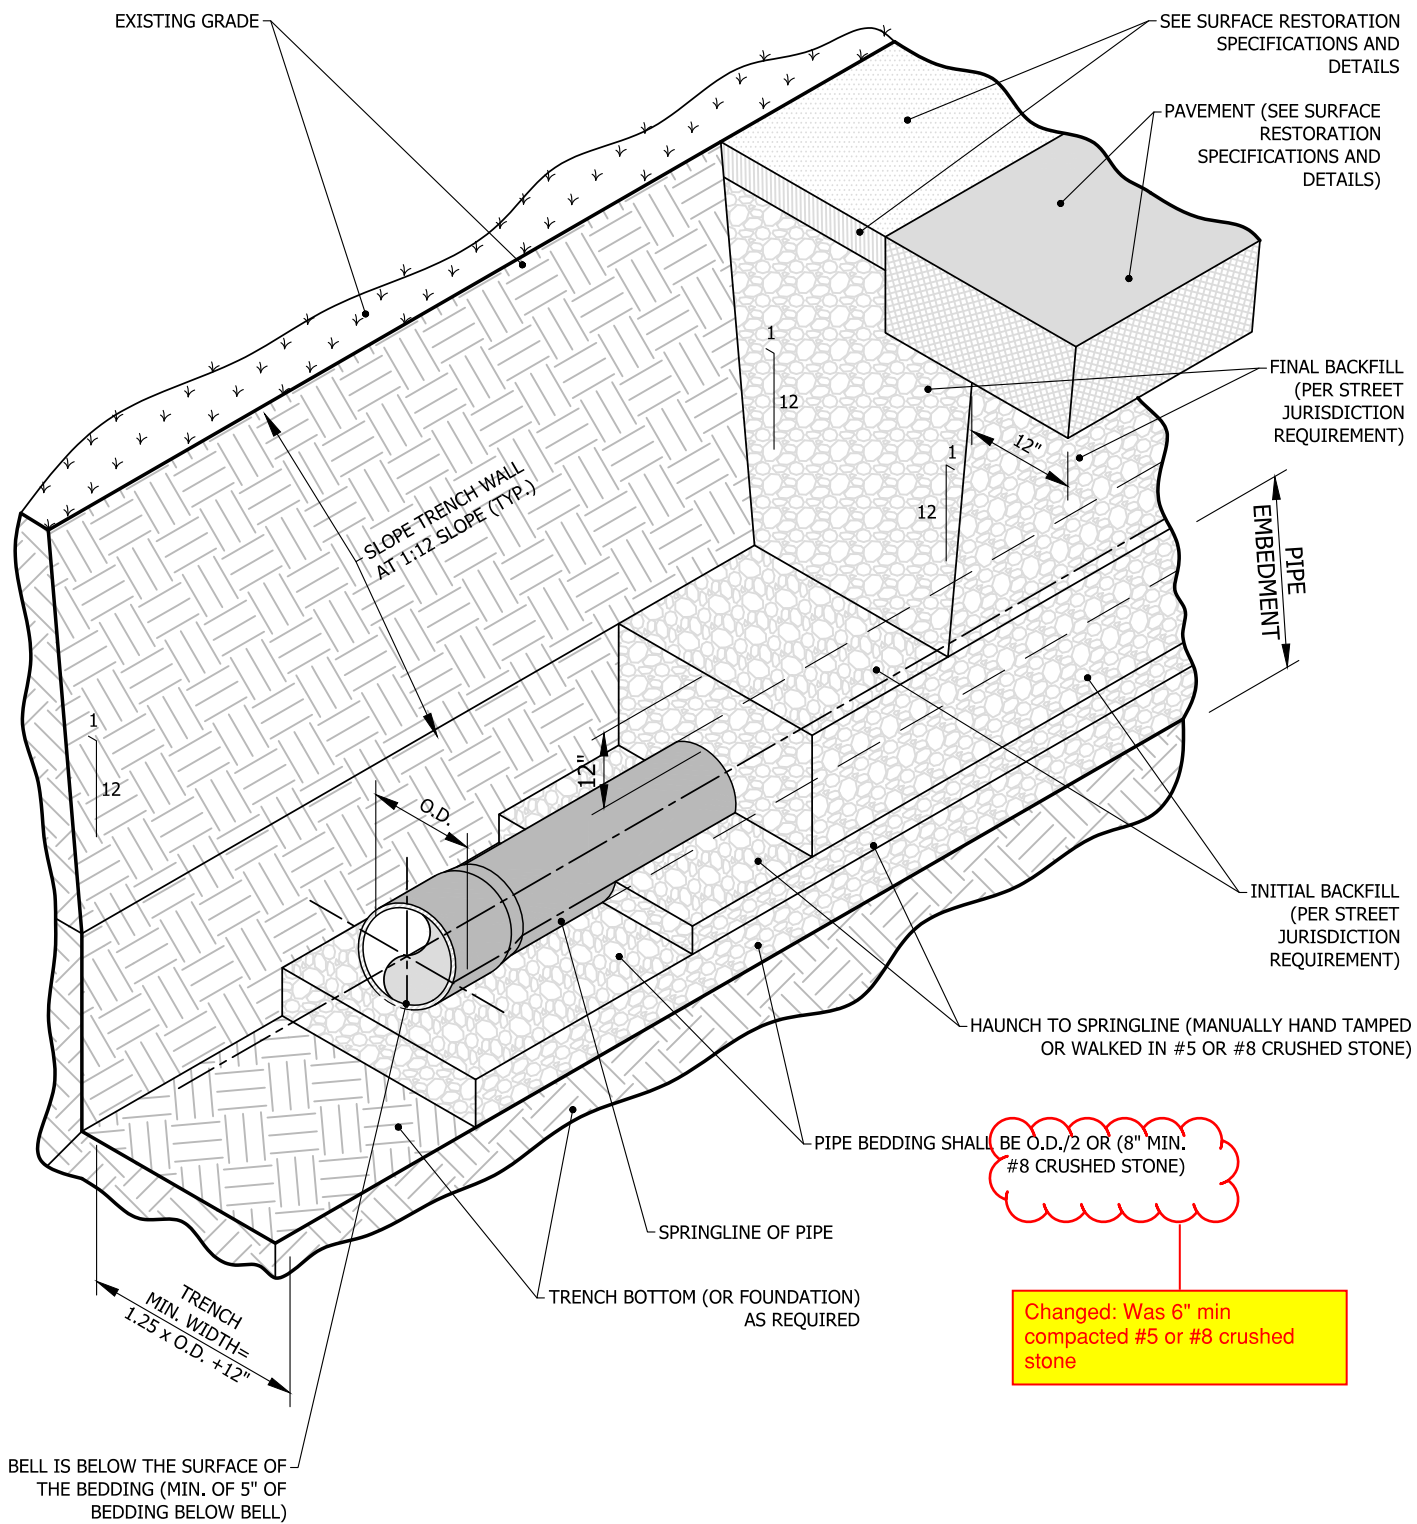 EXISTING GRADE
SEE SURFACE RESTORATION
SPECIFICATIONS AND
DETAILS
PAVEMENT (SEE SURFACE
RESTORATION
SPECIFICATIONS AND
DETAILS)
1
12
FINAL BACKFILL
(PER STREET
JURISDICTION
REQUIREMENT)
12"
1
12
SLOPE TRENCH WALL
AT 1:12 SLOPE (TYP.)
PIPE
EMBEDMENT
1
12
12"
O.D.
INITIAL BACKFILL
(PER STREET
JURISDICTION
REQUIREMENT)
HAUNCH TO SPRINGLINE (MANUALLY HAND TAMPED
OR WALKED IN #5 OR #8 CRUSHED STONE)
PIPE BEDDING SHALL BE O.D./2 OR (8" MIN.
#8 CRUSHED STONE)
SPRINGLINE OF PIPE
TRENCH BOTTOM (OR FOUNDATION)
AS REQUIRED
Changed: Was 6" min
compacted #5 or #8 crushed
stone
TRENCH
MIN. WIDTH=
1.25 x O.D. +12"
BELL IS BELOW THE SURFACE OF
THE BEDDING (MIN. OF 5" OF
BEDDING BELOW BELL)